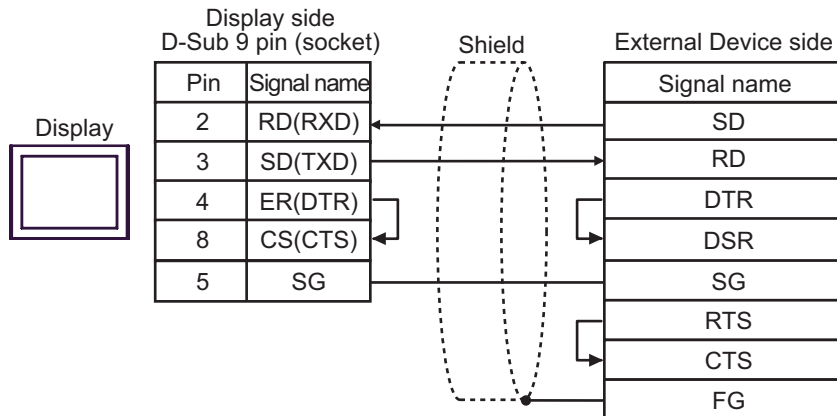 Display side
D-Sub 9 pin (socket)
Shield
External Device side
Display
Pin Signal name
2 RD(RXD)
3 SD(TXD)
4 ER(DTR)
8 CS(CTS)
5 SG
Signal name
SD
RD
DTR
DSR
SG
RTS
CTS
FG